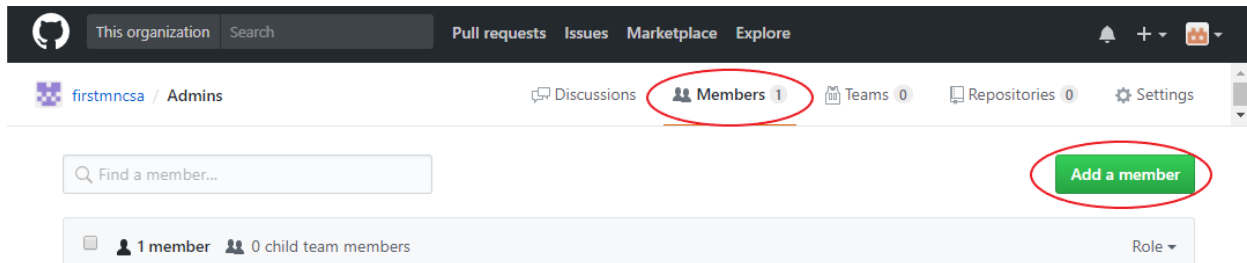 This organization Search Pull requests Issues Marketplace Explore
firstmncsa / Admins Discussions Members 1 Teams 0 Repositories 0 Settings
Find a member... Add a member
1 member 0 child team members Role